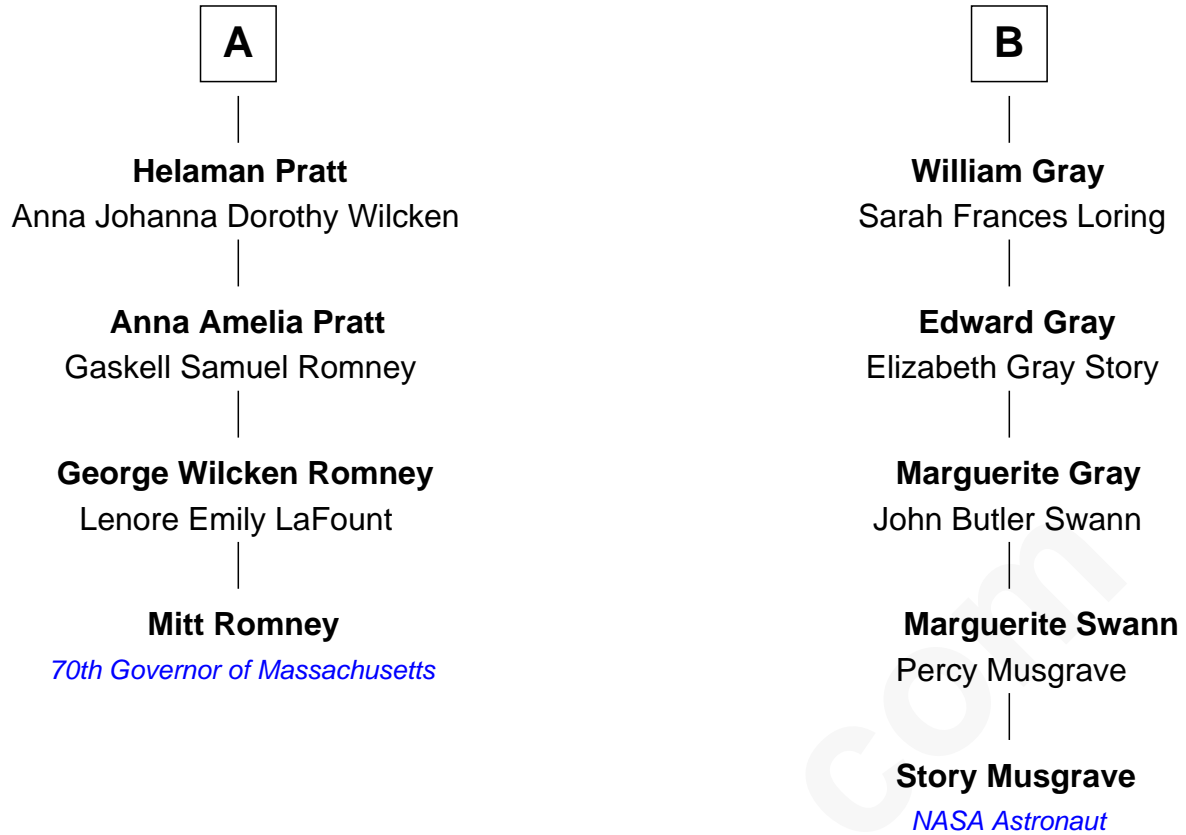 A
Helaman Pratt
Anna Johanna Dorothy Wilcken
Anna Amelia Pratt
Gaskell Samuel Romney
George Wilcken Romney
Lenore Emily LaFount
Mitt Romney
70th Governor of Massachusetts
B
William Gray
Sarah Frances Loring
Edward Gray
Elizabeth Gray Story
Marguerite Gray
John Butler Swann
Marguerite Swann
Percy Musgrave
Story Musgrave
NASA Astronaut
com